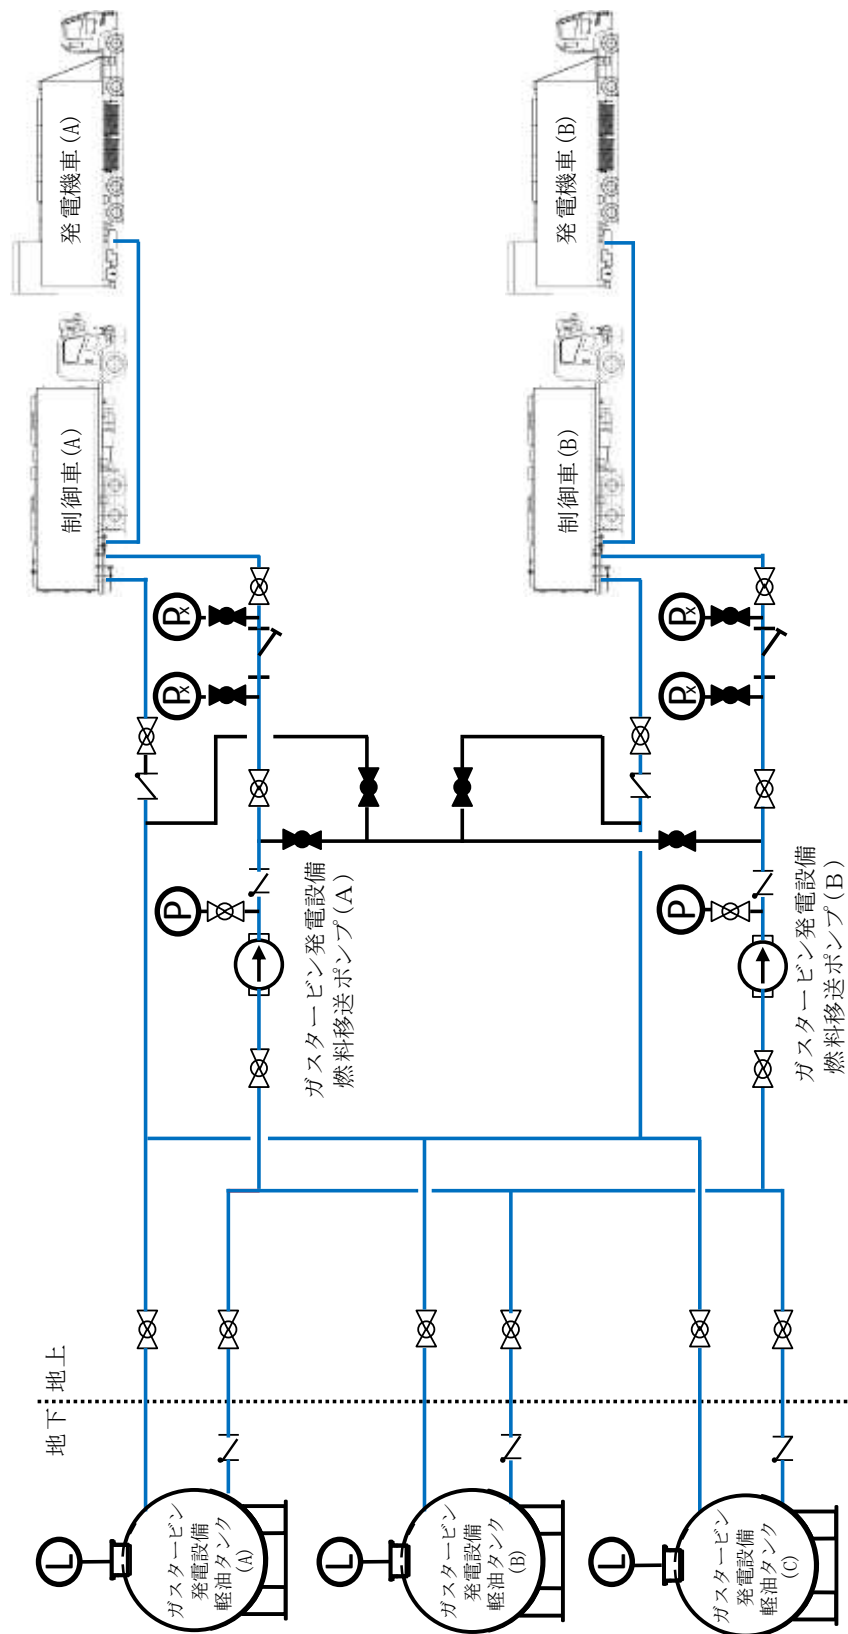 発電機車(A)
発電機車(B)
制御車(A)
制御車(B)
Px
Px
Px
Px
P
P
ガスタービン発電設備
燃料移送ポンプ(A)
ガスタービン発電設備
燃料移送ポンプ(B)
地上
地下
L
ガスタービン
発電設備
軽油タンク
(A)
L
ガスタービン
発電設備
軽油タンク
(B)
L
ガスタービン
発電設備
軽油タンク
(C)